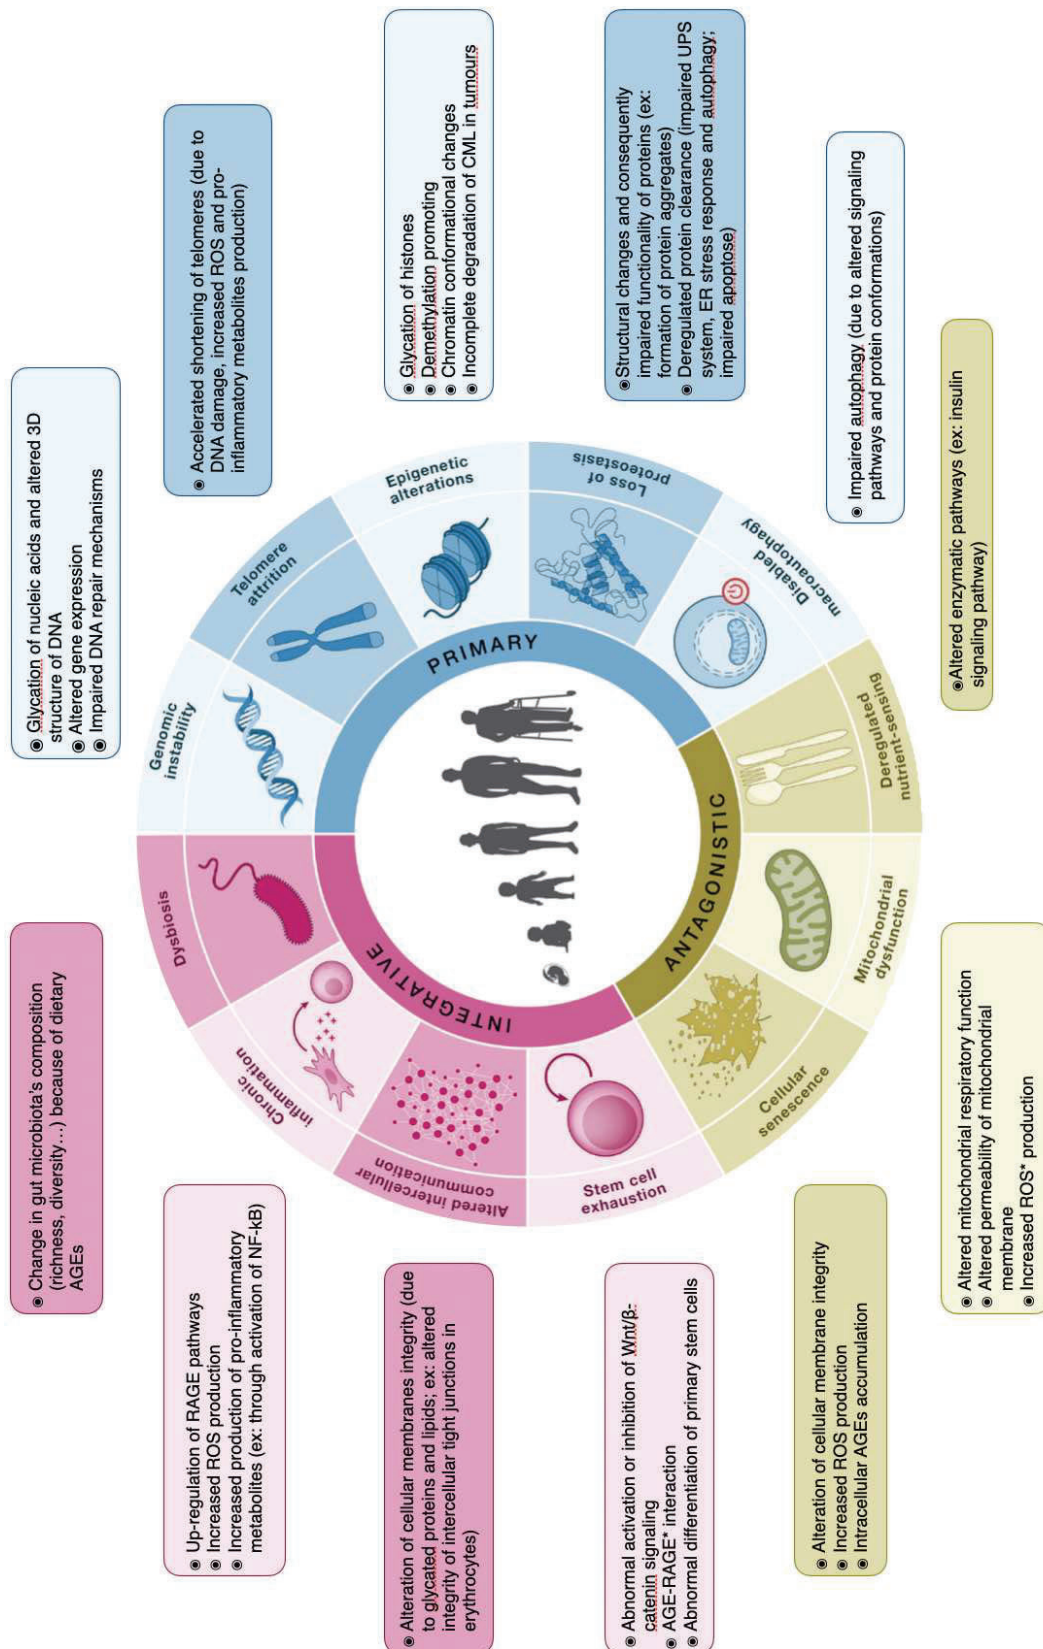 Change in gut microbiota's composition
(richness, diversity...) because of dietary
AGEs
Glycation of nucleic acids and altered 3D
structure of DNA
Altered gene expression
Impaired DNA repair mechanisms
Up-regulation of RAGE pathways
Increased ROS production
Increased production of pro-inflammatory
metabolites (ex: through activation of NF-kB)
Accelerated shortening of telomeres (due to
DNA damage, increased ROS and pro-
inflammatory metabolites production)
Alteration of cellular membranes integrity (due
to glycated proteins and lipids; ex: altered
integrity of intercellular tight junctions in
erythrocytes)
Glycation of histones
Demethylation promoting
Chromatin conformational changes
Incomplete degradation of CML in tumours
Abnormal activation or inhibition of Wnt/β-
catenin signaling
AGE-RAGE* interaction
Abnormal differentiation of primary stem cells
Structural changes and consequently
impaired functionality of proteins (ex:
formation of protein aggregates)
Deregulated protein clearance (impaired UPS
system, ER stress response and autophagy;
impaired apoptose)
Alteration of cellular membrane integrity
Increased ROS production
Intracellular AGEs accumulation
Impaired autophagy (due to altered signaling
pathways and protein conformations)
Altered mitochondrial respiratory function
Altered permeability of mitochondrial
membrane
Increased ROS* production
Altered enzymatic pathways (ex: insulin
signaling pathway)
Dysbiosis
Genomic
instability
Telomere
attrition
Epigenetic
alterations
Loss of
proteostasis
Disabled
macroautophagy
Deregulated
nutrient-sensing
Mitochondrial
dysfunction
Cellular
senescence
Stem cell
exhaustion
Altered intercellular
communication
Chronic
inflammation
PRIMARY
ANTAGONISTIC
INTEGRATIVE